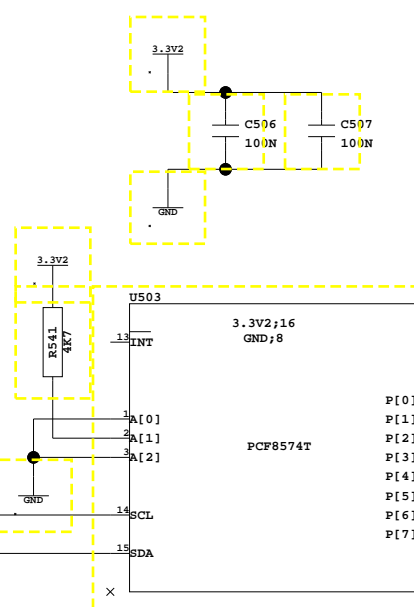 3.3V2
C506
C507
100N
100N
GND
3.3V2
U503
R541
4K7
3.3V2;16
GND;8
13
INT
P[0]
1
A[0]
P[1]
2
A[1]
P[2]
PCF8574T
3
A[2]
P[3]
P[4]
GND
P[5]
14
SCL
P[6]
P[7]
15
SDA